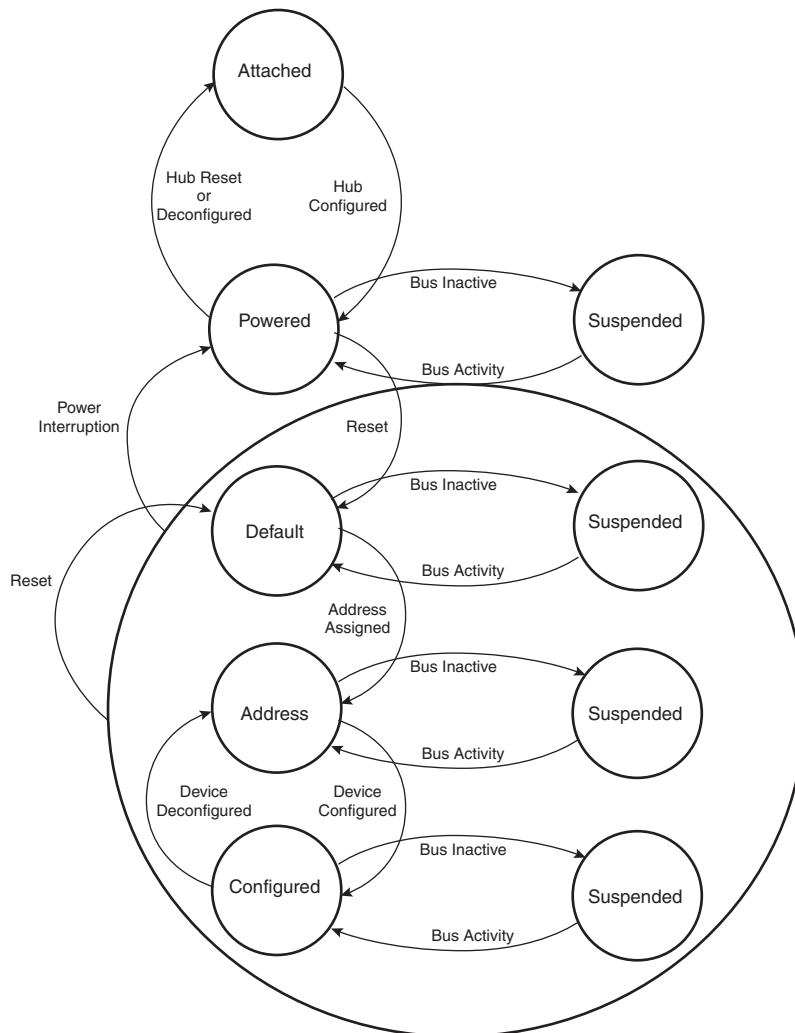 Attached
Hub Reset
or
Deconfigured
Hub
Configured
Bus Inactive
Powered
Suspended
Bus Activity
Power
Interruption
Reset
Bus Inactive
Default
Suspended
Bus Activity
Reset
Address
Assigned
Bus Inactive
Address
Suspended
Bus Activity
Device
Deconfigured
Device
Configured
Bus Inactive
Configured
Suspended
Bus Activity